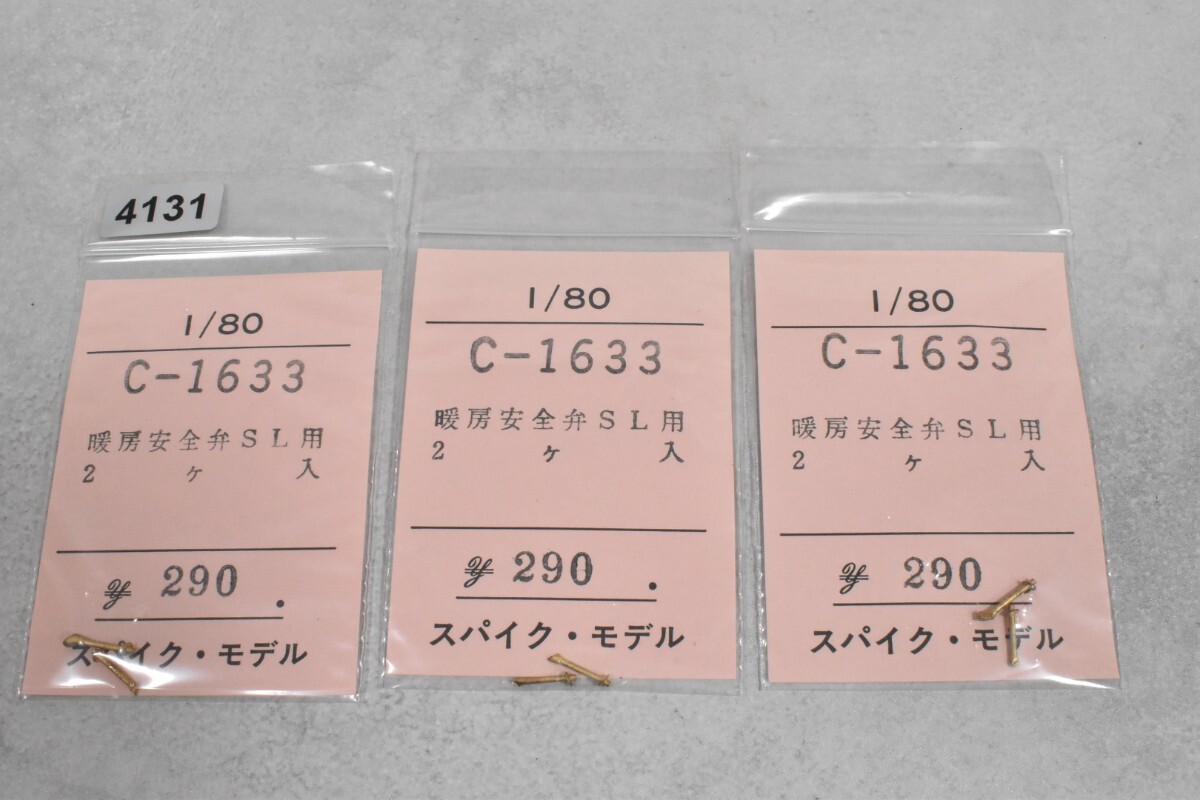 4131
1/80
C-1633
暖房安全弁SL用
2ヶ入
¥ 290.
スパイク・モデル
1/80
C-1633
暖房安全弁SL用
2ヶ入
¥ 290.
スパイク・モデル
1/80
C-1633
暖房安全弁SL用
2ヶ入
¥ 290
スパイク・モデル